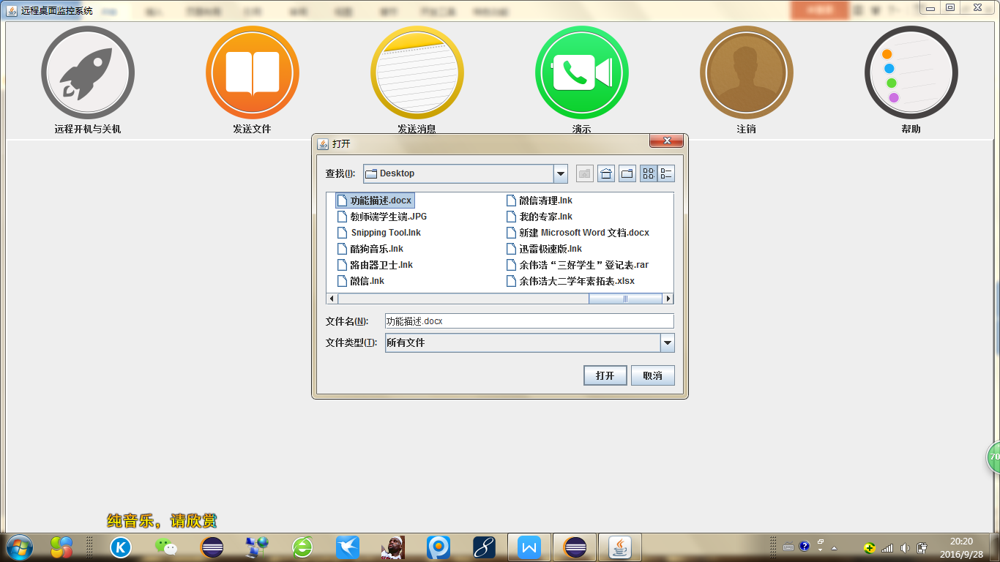 远程桌面监控系统
远程开机与关机
发送文件
发送消息
演示
注销
帮助
打开
查找(I):
Desktop
功能描述.docx
教师端学生端.JPG
Snipping Tool.lnk
酷狗音乐.lnk
路由器卫士.lnk
微信.lnk
微信清理.lnk
我的专家.lnk
新建 Microsoft Word 文档.docx
迅雷极速版.lnk
余伟浩“三好学生”登记表.rar
余伟浩大二学年素拓表.xlsx
文件名(N):
功能描述.docx
文件类型(T):
所有文件
打开
取消
70
纯音乐，请欣赏
20:20
2016/9/28